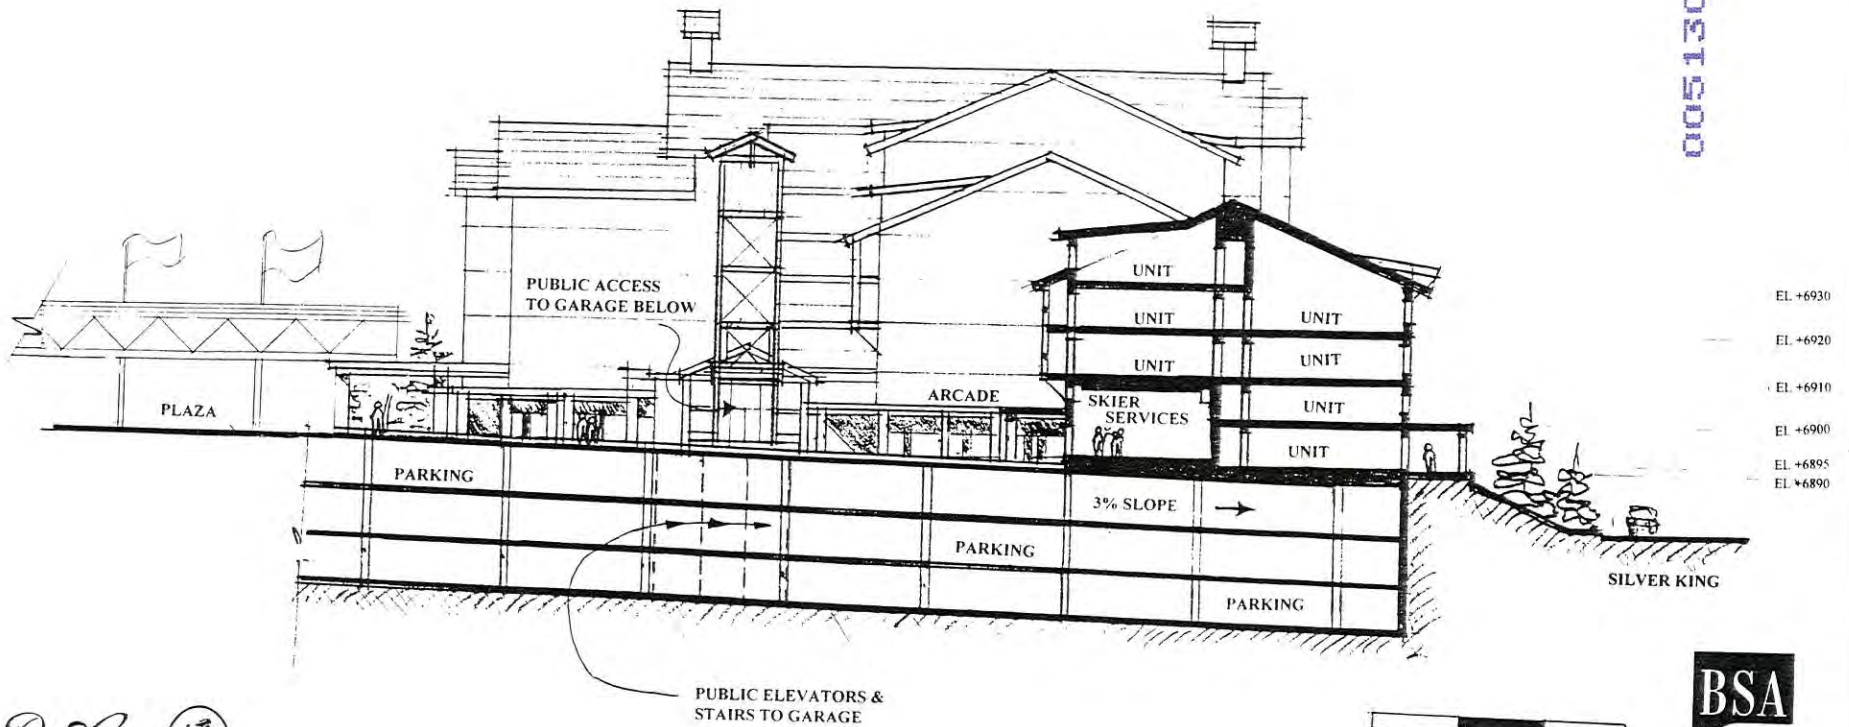 0051130
PUBLIC ACCESS
TO GARAGE BELOW
UNIT
UNIT
UNIT
UNIT
UNIT
UNIT
UNIT
ARCADE
SKIER
SERVICES
PLAZA
PARKING
3% SLOPE
PARKING
PARKING
SILVER KING
PUBLIC ELEVATORS &
STAIRS TO GARAGE
EL +6930
EL +6920
EL +6910
EL +6900
EL +6895
EL +6890
BSA